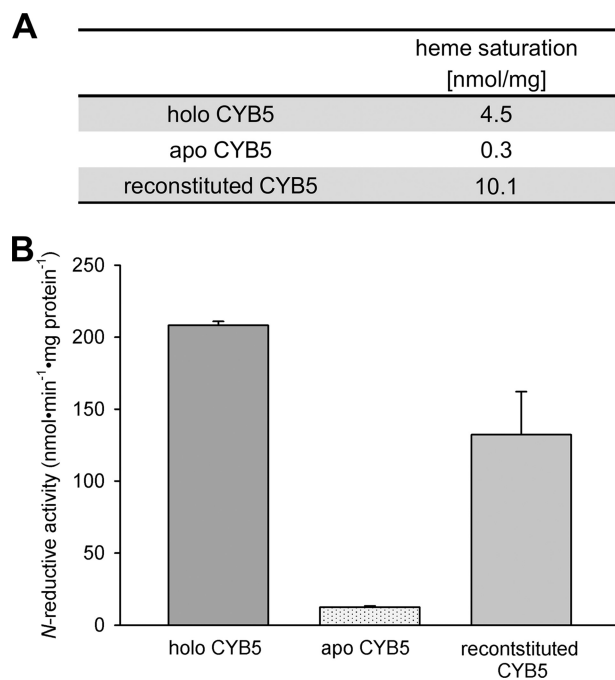 A
heme saturation
[nmol/mg]
holo CYB5 4.5
apo CYB5 0.3
reconstituted CYB5 10.1
B
N-reductive activity (nmol•min⁻¹•mg protein⁻¹)
250
200
150
100
50
0
holo CYB5 apo CYB5 recontstituted
CYB5